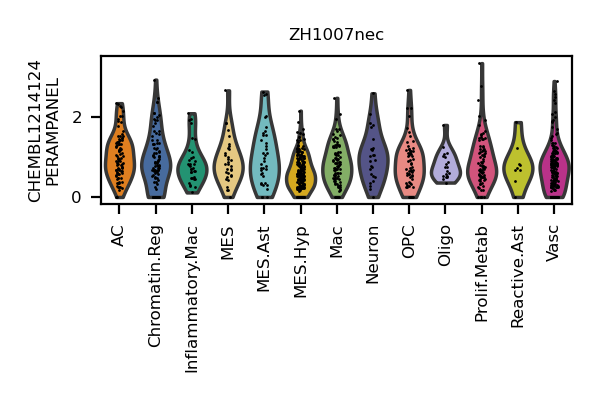 ZH1007nec
CHEMBL1214124
PERAMPANEL
2
0
AC
Chromatin.Reg
Inflammatory.Mac
MES
MES.Ast
MES.Hyp
Mac
Neuron
OPC
Oligo
Prolif.Metab
Reactive.Ast
Vasc